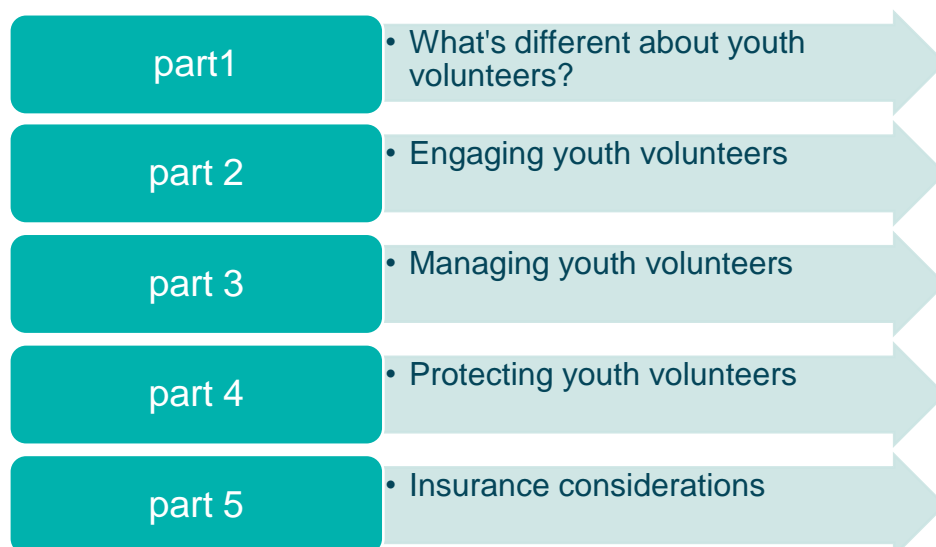 part1
• What's different about youth
volunteers?
part 2
• Engaging youth volunteers
part 3
• Managing youth volunteers
part 4
• Protecting youth volunteers
part 5
• Insurance considerations